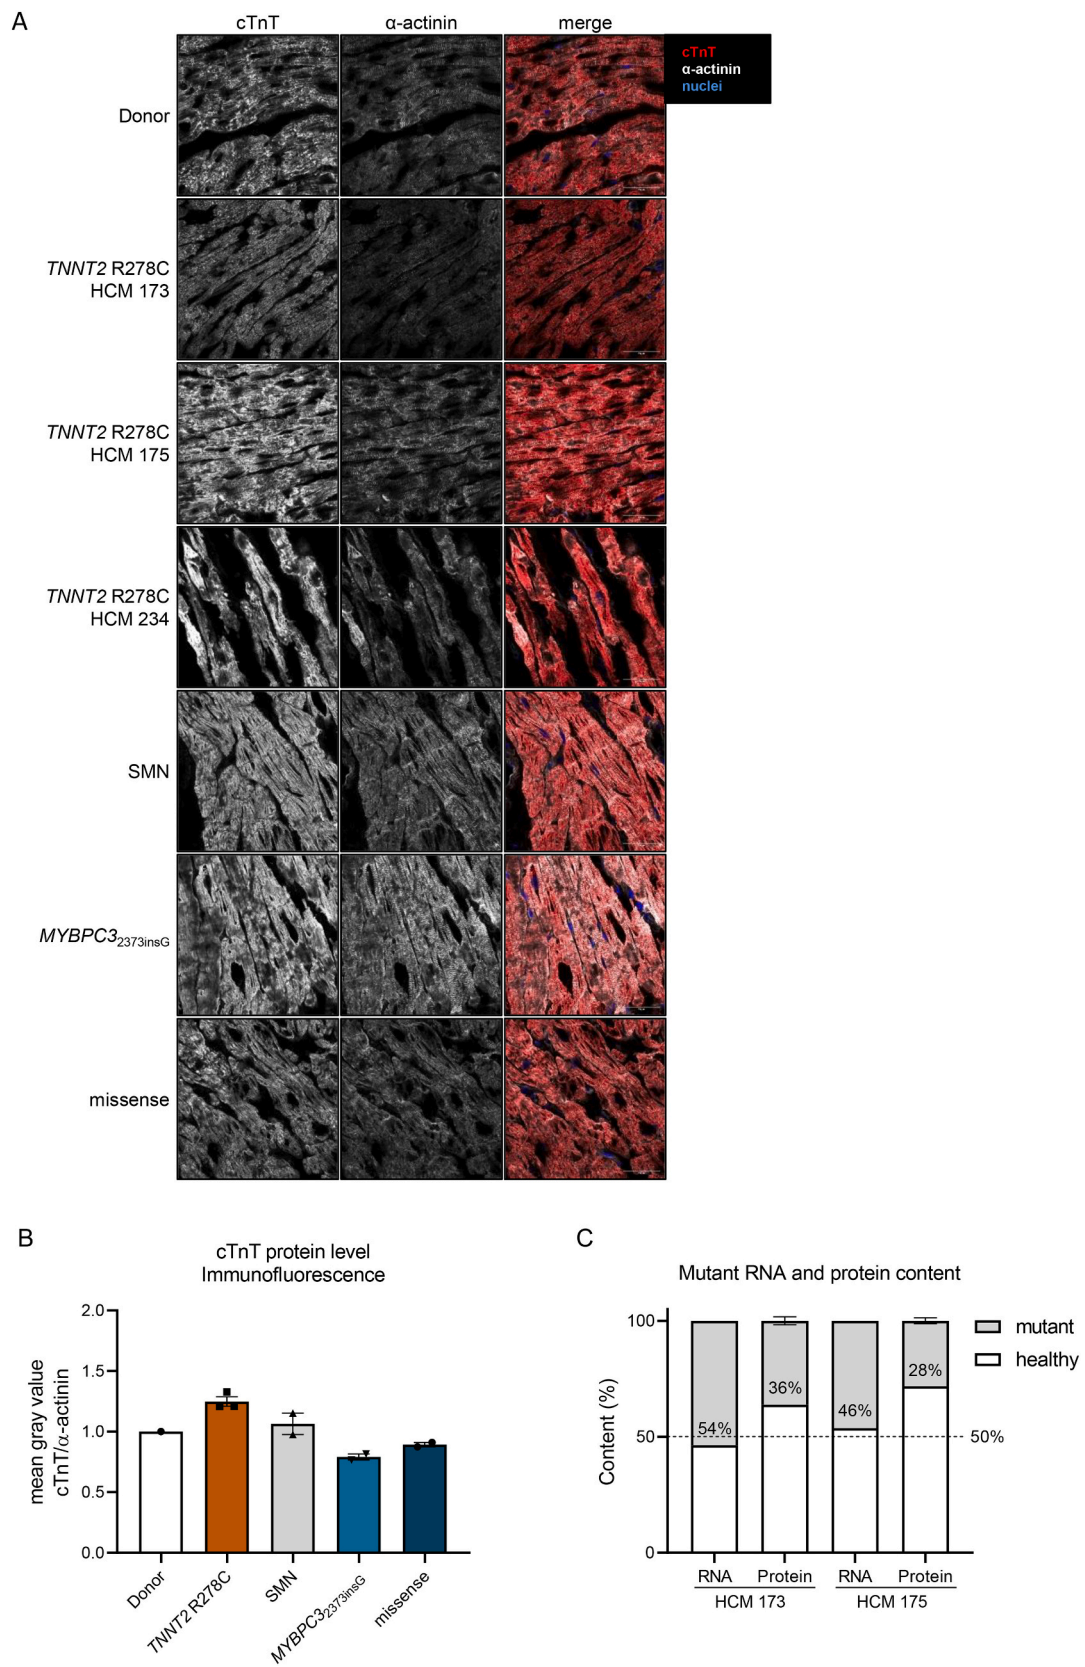 A
cTnT
α-actinin
merge
cTnT
α-actinin
nuclei
Donor
TNNT2 R278C
HCM 173
TNNT2 R278C
HCM 175
TNNT2 R278C
HCM 234
SMN
MYBPC32373insG
missense
B
cTnT protein level
Immunofluorescence
mean gray value
cTnT/α-actinin
2.0
1.5
1.0
0.5
0.0
Donor
TNNT2 R278C
SMN
MYBPC32373insG
missense
C
Mutant RNA and protein content
Content (%)
100
50
0
54%
36%
46%
28%
50%
mutant
healthy
RNA
Protein
RNA
Protein
HCM 173
HCM 175